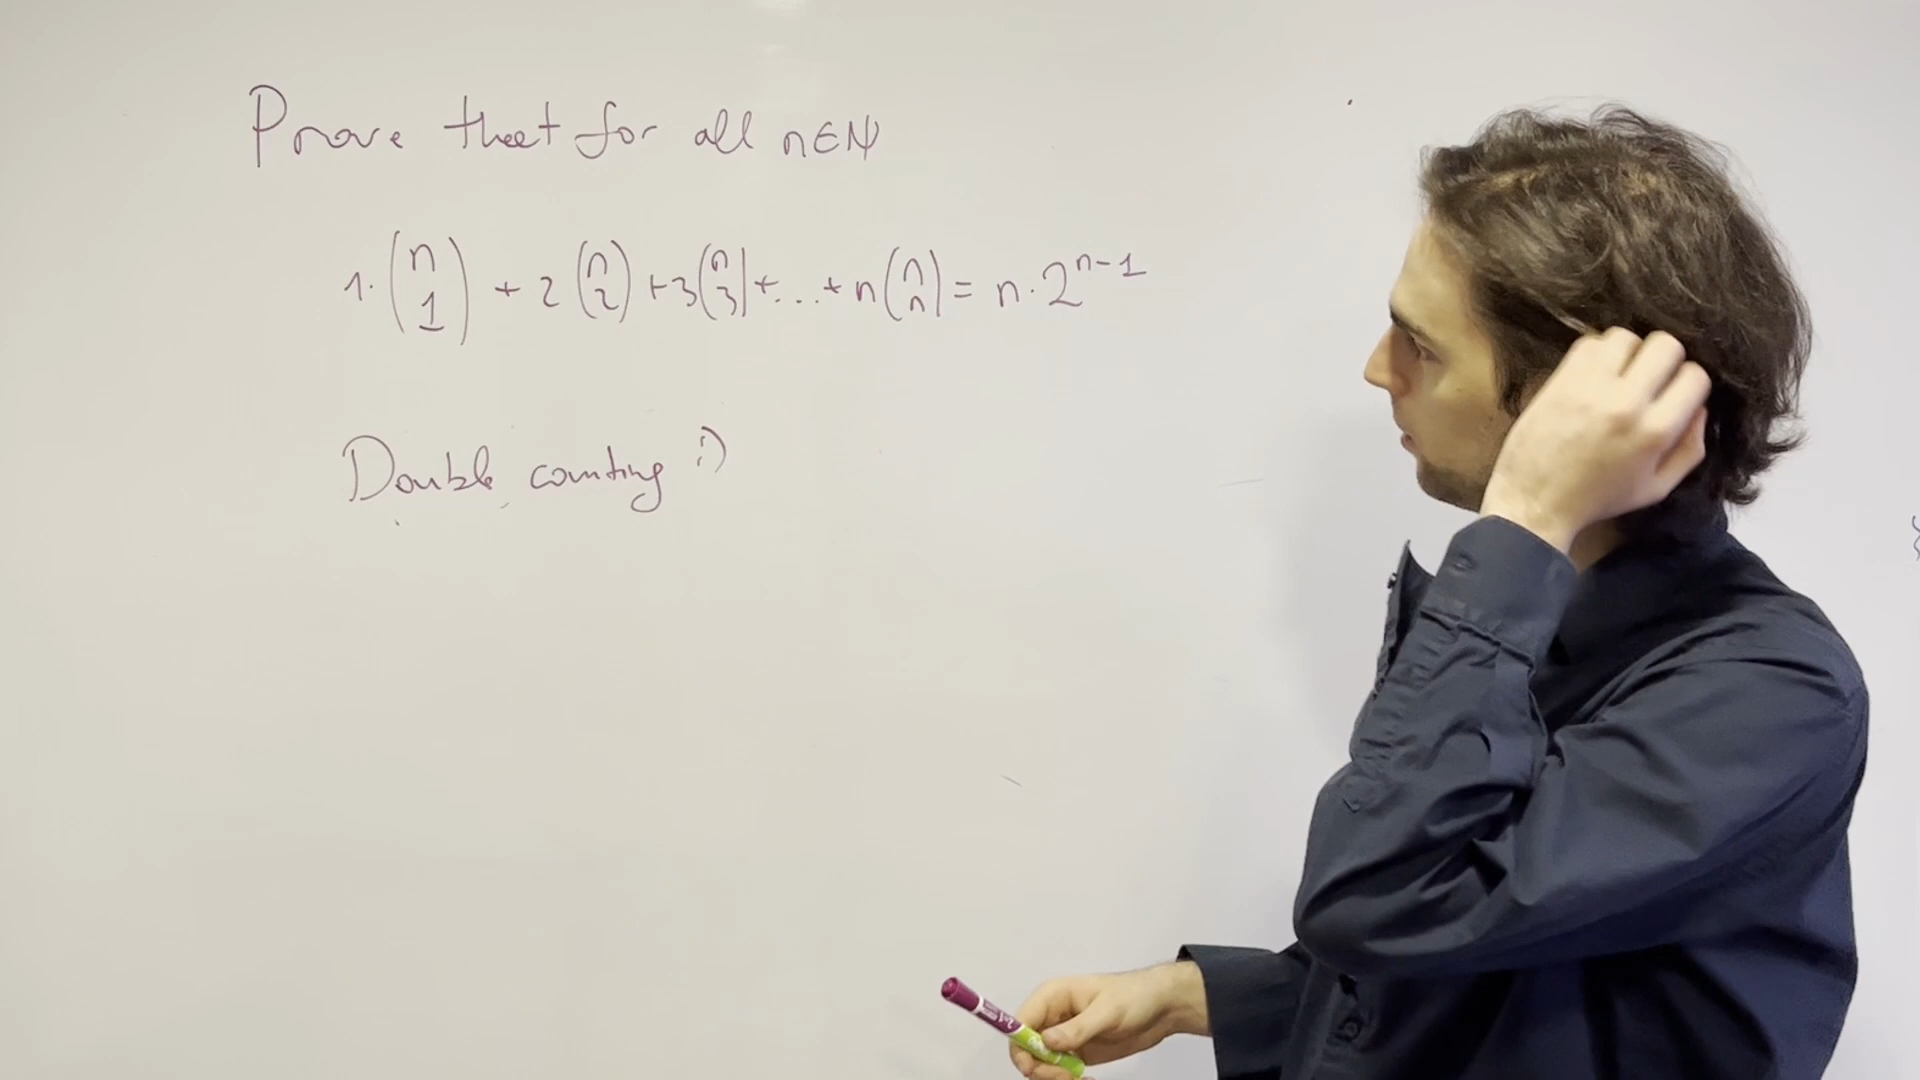 Prove that for all n∈ℕ
1·(n 1) + 2(n 2) + 3(n 3) + ... + n(n n) = n·2^{n-1}
Double counting :)